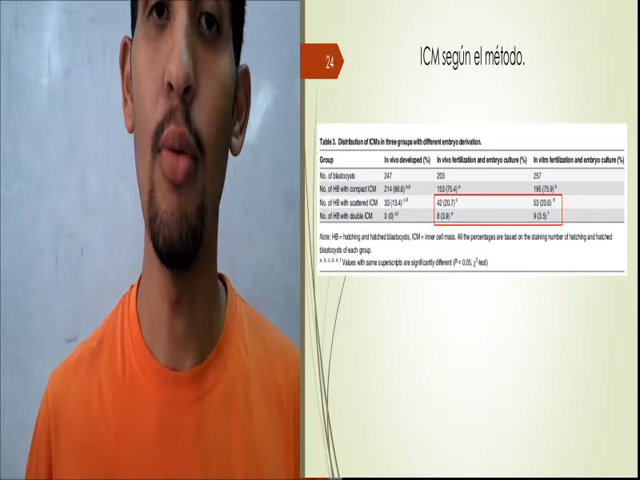 24
ICM según el método.
Table 3. Distribution of ICMs in three groups with different embryo derivation.
Group In vivo developed (%) In vivo fertilization and embryo culture (%) In vitro fertilization and embryo culture (%)
No. of blastocysts 247 203 257
No. of HB with compact ICM 214 (86.6) a,b 153 (75.4) a 195 (75.9) b
No. of HB with scattered ICM 33 (13.4) c,d 42 (20.7) c 53 (20.6) d
No. of HB with double ICM 0 (0) e,f 8 (3.9) e 9 (3.5) f
Note: HB = hatching and hatched blastocysts, ICM = inner cell mass. All the percentages are based on the staining number of hatching and hatched
blastocysts of each group.
a, b, c, d, e, f Values with same superscripts are significantly different (P < 0.05, χ²-test)